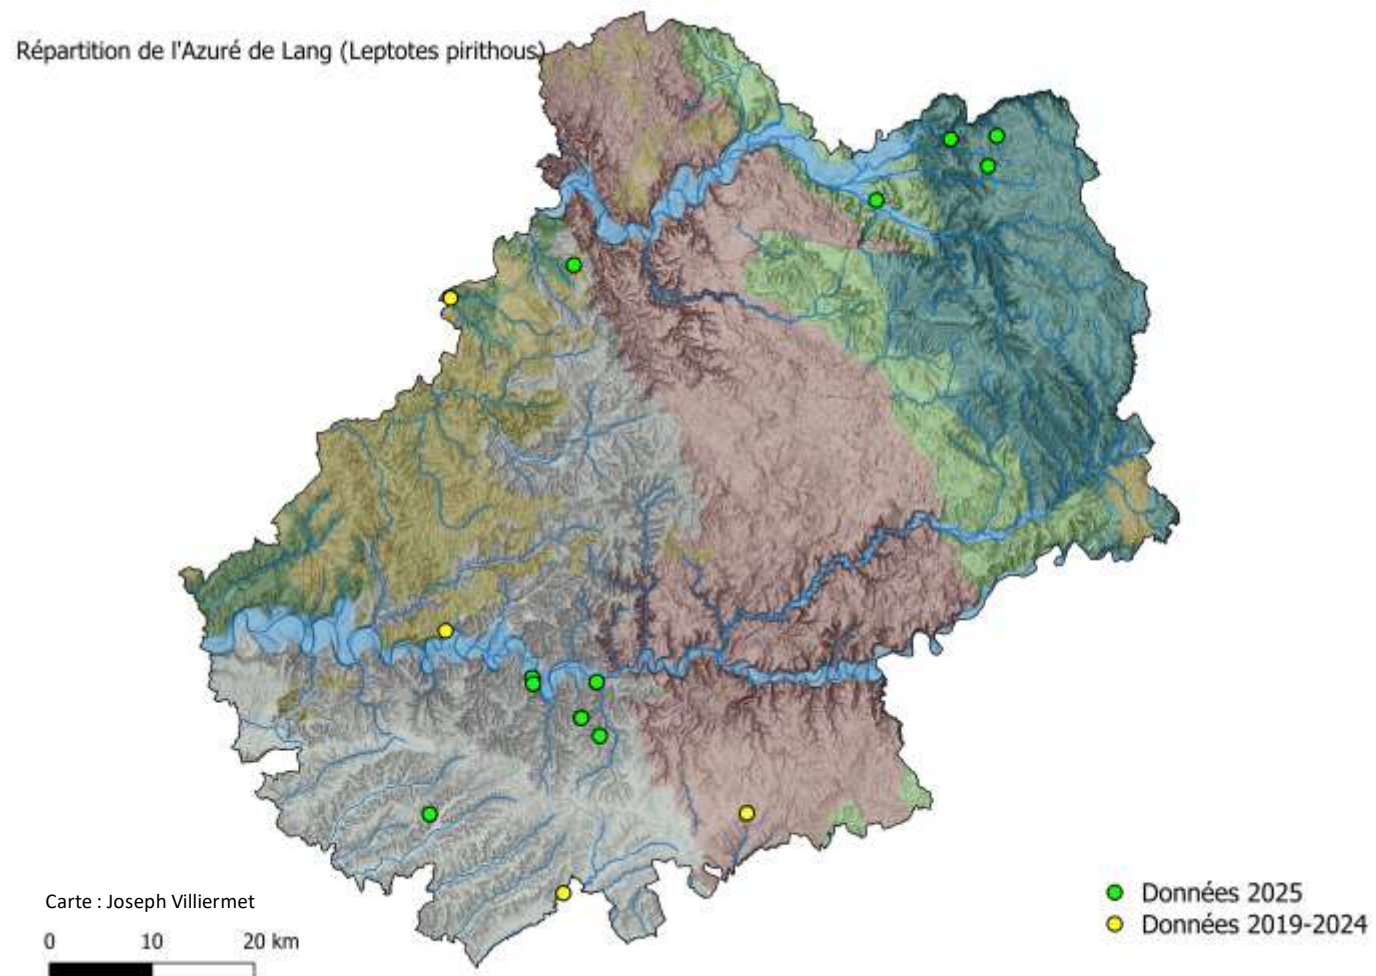 Répartition de l'Azuré de Lang (Leptotes pirithous)
Carte : Joseph Villiermet
0 10 20 km
Données 2025
Données 2019-2024